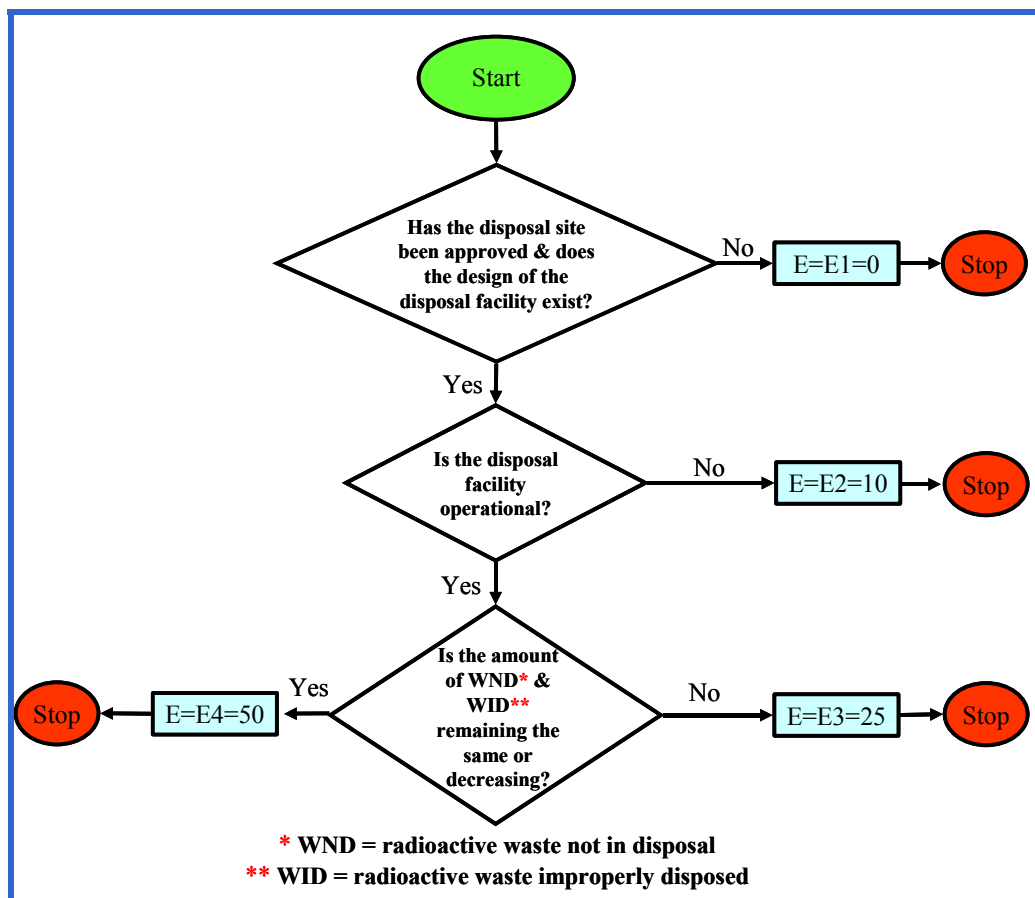 Start
Has the disposal site
been approved & does
the design of the
disposal facility exist?
No
E=E1=0
Stop
Yes
Is the disposal
facility
operational?
No
E=E2=10
Stop
Yes
Is the amount
of WND* &
WID**
remaining the
same or
decreasing?
Yes
E=E4=50
Stop
No
E=E3=25
Stop
* WND = radioactive waste not in disposal
** WID = radioactive waste improperly disposed